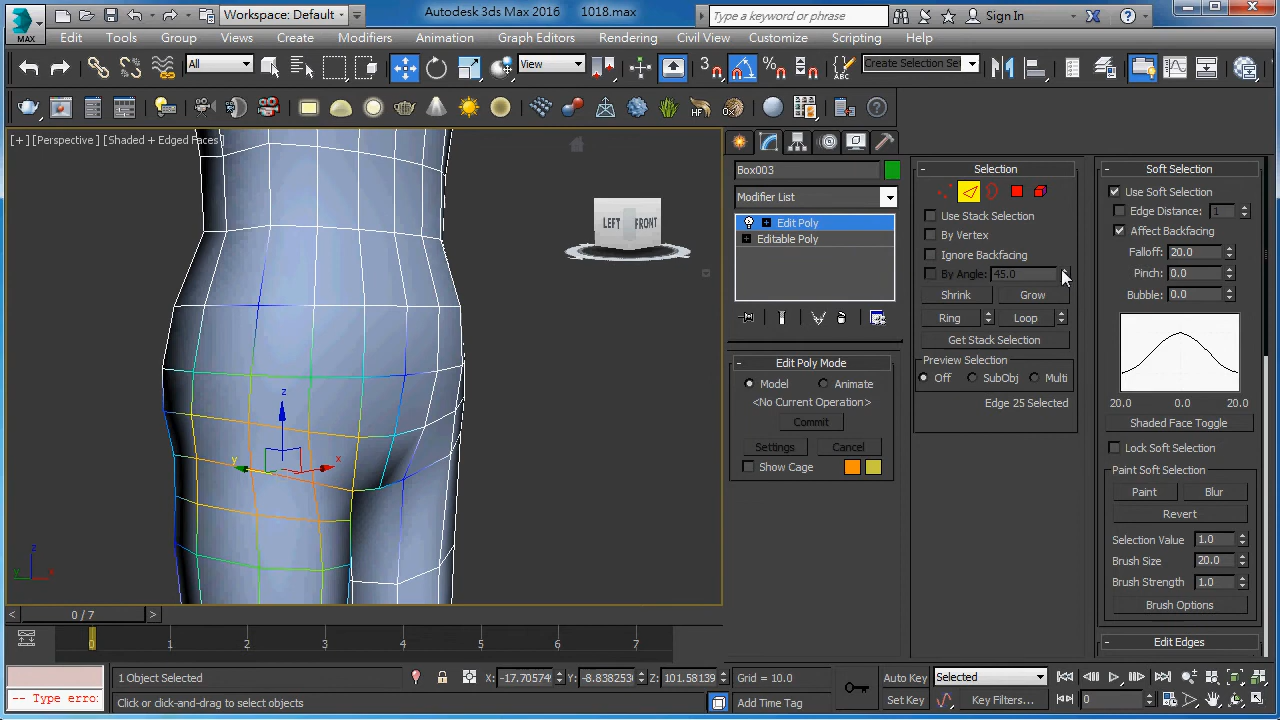 Workspace: Default
Autodesk 3ds Max 2016 1018.max
Type a keyword or phrase
Sign In
MAX
Edit Tools Group Views Create Modifiers Animation Graph Editors Rendering Civil View Customize Scripting Help
All
View
3
Create Selection Se
[+] [Perspective] [Shaded + Edged Faces]
LEFT FRONT
z
y
x
z
y x
Box003
Modifier List
Edit Poly
Editable Poly
Edit Poly Mode
Model Animate
<No Current Operation>
Commit
Settings Cancel
Show Cage
Selection
Use Stack Selection
By Vertex
Ignore Backfacing
By Angle: 45.0
Shrink Grow
Ring Loop
Get Stack Selection
Preview Selection
Off SubObj Multi
Edge 25 Selected
Soft Selection
Use Soft Selection
Edge Distance: 1
Affect Backfacing
Falloff: 20.0
Pinch: 0.0
Bubble: 0.0
20.0 0.0 20.0
Shaded Face Toggle
Lock Soft Selection
Paint Soft Selection
Paint Blur
Revert
Selection Value 1.0
Brush Size 20.0
Brush Strength 1.0
Brush Options
Edit Edges
< 0 / 7 >
0 1 2 3 4 5 6 7
1 Object Selected
X: -17.70574 Y: -8.838253 Z: 101.58139
Grid = 10.0
Auto Key
Selected
-- Type erro:
Click or click-and-drag to select objects
Add Time Tag
Set Key
Key Filters...
0